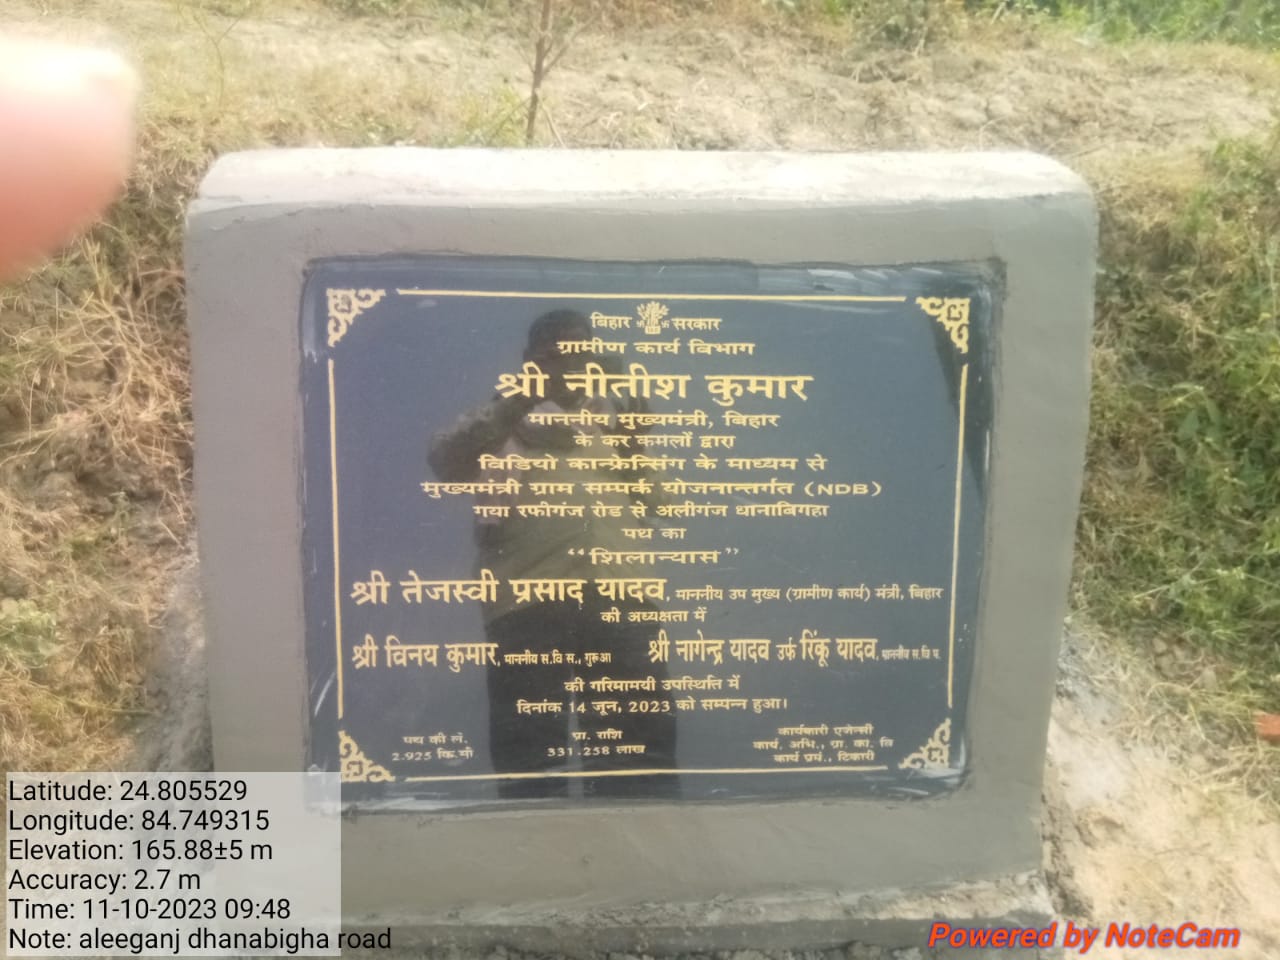 बिहार सरकार
ग्रामीण कार्य विभाग
श्री नीतीश कुमार
माननीय मुख्यमंत्री, बिहार
के कर कमलों द्वारा
विडियो कान्फ्रेन्सिंग के माध्यम से
मुख्यमंत्री ग्राम सम्पर्क योजनान्तर्गत (NDB)
गया रफीगंज रोड से अलीगंज धानाबिगहा
पथ का
“शिलान्यास”
श्री तेजस्वी प्रसाद यादव, माननीय उप मुख्य (ग्रामीण कार्य) मंत्री, बिहार
की अध्यक्षता में
श्री विनय कुमार, माननीय स.वि स., गुरूआ श्री नागेन्द्र यादव उर्फ रिंकू यादव, माननीय स.वि प.
की गरिमामयी उपस्थिति में
दिनांक 14 जून, 2023 को सम्पन्न हुआ।
पथ की लं. 2.925 कि.मी
प्रा. राशि 331.258 लाख
कार्यकारी एजेन्सी
कार्य. अभि., ग्रा. का. वि
कार्य प्रमं., टिकारी
Latitude: 24.805529
Longitude: 84.749315
Elevation: 165.88±5 m
Accuracy: 2.7 m
Time: 11-10-2023 09:48
Note: aleeganj dhanabigha road
Powered by NoteCam